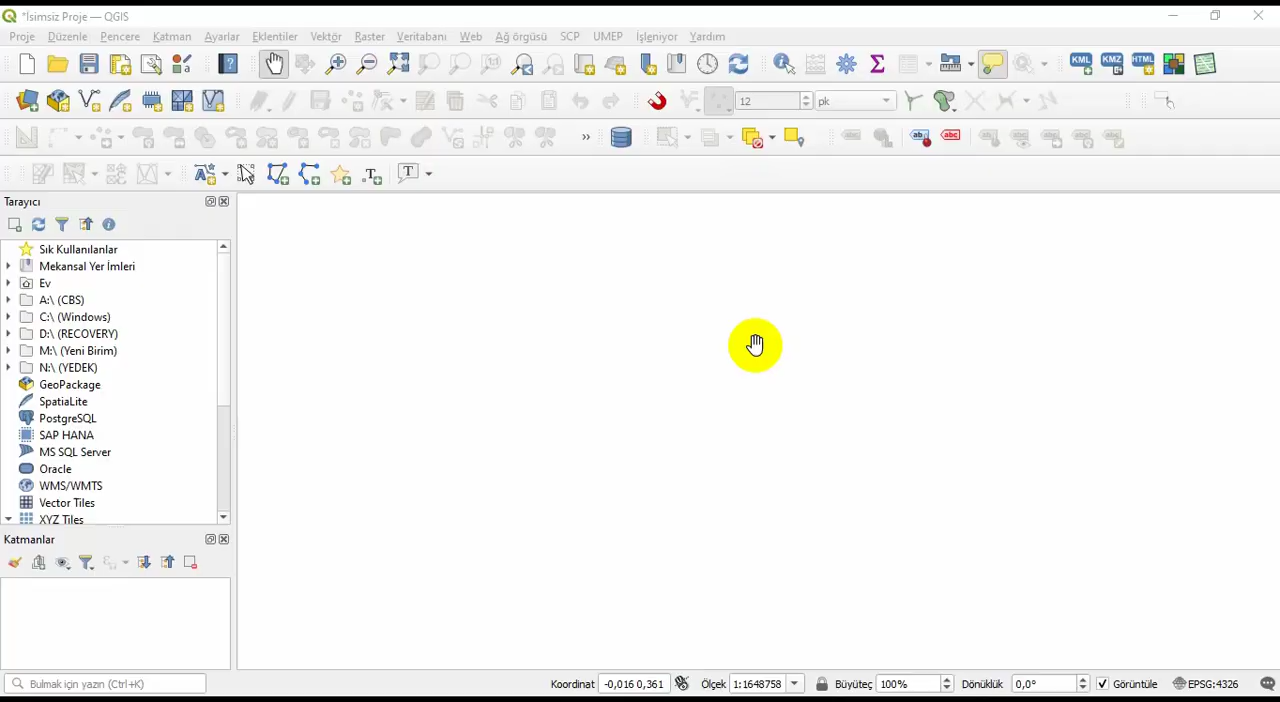 *İsimsiz Proje — QGIS
Proje Düzenle Pencere Katman Ayarlar Eklentiler Vektör Raster Veritabanı Web Ağ örgüsü SCP UMEP İşleniyor Yardım
KML KMZ HTML
12 pk
abc abc
T T
Tarayıcı
Sık Kullanılanlar
Mekansal Yer İmleri
Ev
A:\ (CBS)
C:\ (Windows)
D:\ (RECOVERY)
M:\ (Yeni Birim)
N:\ (YEDEK)
GeoPackage
SpatiaLite
PostgreSQL
SAP HANA
MS SQL Server
Oracle
WMS/WMTS
Vector Tiles
XYZ Tiles
Katmanlar
Bulmak için yazın (Ctrl+K) Koordinat -0,016 0,361 Ölçek 1:1648758 Büyüteç 100% Dönüklük 0,0° Görüntüle EPSG:4326